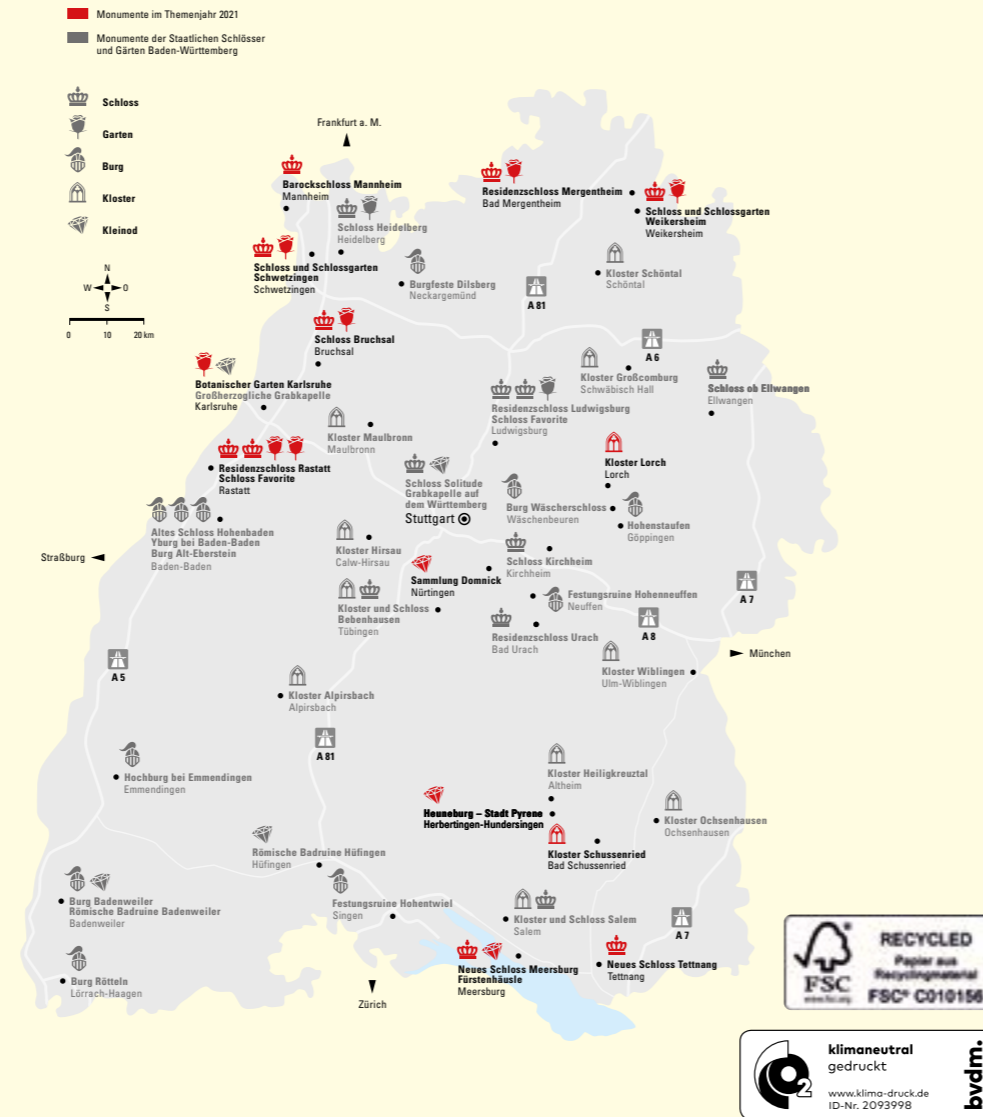 Monumente im Themenjahr 2021
Monumente der Staatlichen Schlösser
und Gärten Baden-Württemberg
Schloss
Garten
Burg
Kloster
Kleinod
N
W
O
S
0 10 20 km
Frankfurt a. M.
Barockschloss Mannheim
Mannheim
Schloss Heidelberg
Heidelberg
Schloss und Schlossgarten
Schwetzingen
Schwetzingen
Burgfeste Dilsberg
Neckargemünd
Residenzschloss Mergentheim
Bad Mergentheim
Schloss und Schlossgarten
Weikersheim
Weikersheim
Kloster Schöntal
Schöntal
A 81
Schloss Bruchsal
Bruchsal
A 6
Kloster Großcomburg
Schwäbisch Hall
Schloss ob Ellwangen
Ellwangen
Botanischer Garten Karlsruhe
Großherzogliche Grabkapelle
Karlsruhe
Residenzschloss Ludwigsburg
Schloss Favorite
Ludwigsburg
Kloster Maulbronn
Maulbronn
Kloster Lorch
Lorch
Residenzschloss Rastatt
Schloss Favorite
Rastatt
Schloss Solitude
Grabkapelle auf
dem Württemberg
Stuttgart
Burg Wäscherschloss
Wäschenbeuren
Hohenstaufen
Göppingen
Altes Schloss Hohenbaden
Yburg bei Baden-Baden
Burg Alt-Eberstein
Baden-Baden
Straßburg
Kloster Hirsau
Calw-Hirsau
Schloss Kirchheim
Kirchheim
Sammlung Domnick
Nürtingen
Festungsruine Hohenneuffen
Neuffen
A 7
Kloster und Schloss
Bebenhausen
Tübingen
Residenzschloss Urach
Bad Urach
A 8
München
Kloster Wiblingen
Ulm-Wiblingen
A 5
Kloster Alpirsbach
Alpirsbach
A 81
Hochburg bei Emmendingen
Emmendingen
Kloster Heiligkreuztal
Altheim
Heuneburg – Stadt Pyrene
Herbertingen-Hundersingen
Kloster Ochsenhausen
Ochsenhausen
Kloster Schussenried
Bad Schussenried
Römische Badruine Hüfingen
Hüfingen
Burg Badenweiler
Römische Badruine Badenweiler
Badenweiler
Festungsruine Hohentwiel
Singen
Kloster und Schloss Salem
Salem
A 7
Neues Schloss Meersburg
Fürstenhäusle
Meersburg
Neues Schloss Tettnang
Tettnang
Burg Rötteln
Lörrach-Haagen
Zürich
FSC
www.fsc.org
RECYCLED
Papier aus
Recyclingmaterial
FSC® C010156
CO2
klimaneutral
gedruckt
www.klima-druck.de
ID-Nr. 2093998
bvdm.